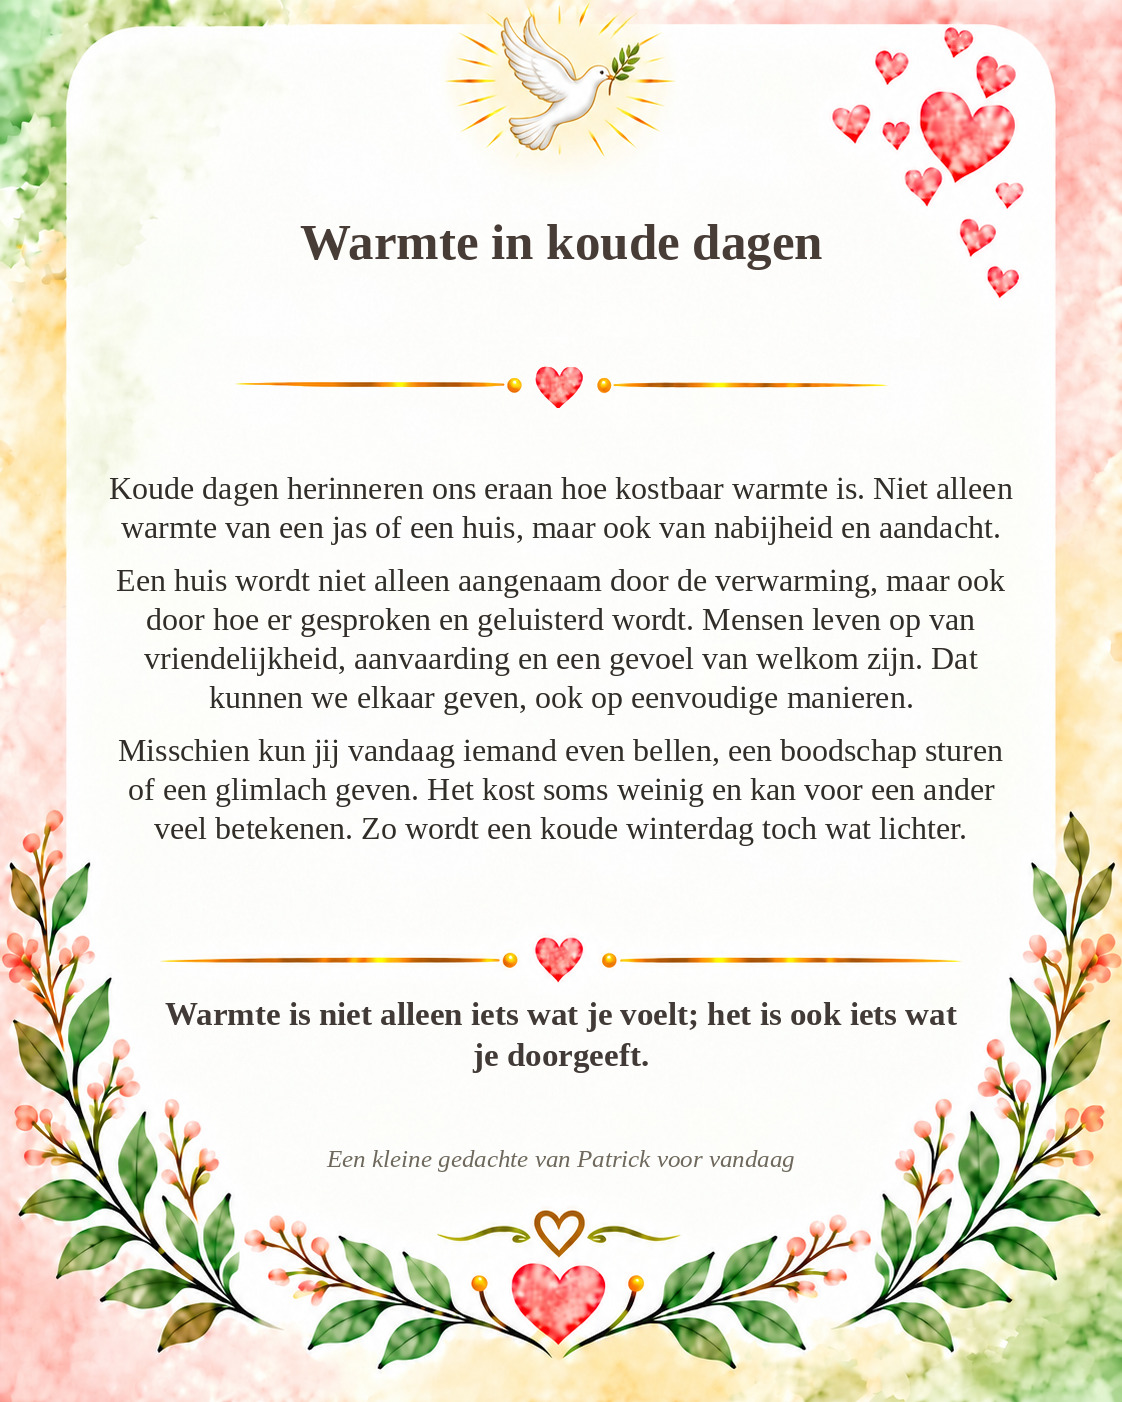 Warmte in koude dagen
Koude dagen herinneren ons eraan hoe kostbaar warmte is. Niet alleen
warmte van een jas of een huis, maar ook van nabijheid en aandacht.
Een huis wordt niet alleen aangenaam door de verwarming, maar ook
door hoe er gesproken en geluisterd wordt. Mensen leven op van
vriendelijkheid, aanvaarding en een gevoel van welkom zijn. Dat
kunnen we elkaar geven, ook op eenvoudige manieren.
Misschien kun jij vandaag iemand even bellen, een boodschap sturen
of een glimlach geven. Het kost soms weinig en kan voor een ander
veel betekenen. Zo wordt een koude winterdag toch wat lichter.
Warmte is niet alleen iets wat je voelt; het is ook iets wat
je doorgeeft.
Een kleine gedachte van Patrick voor vandaag